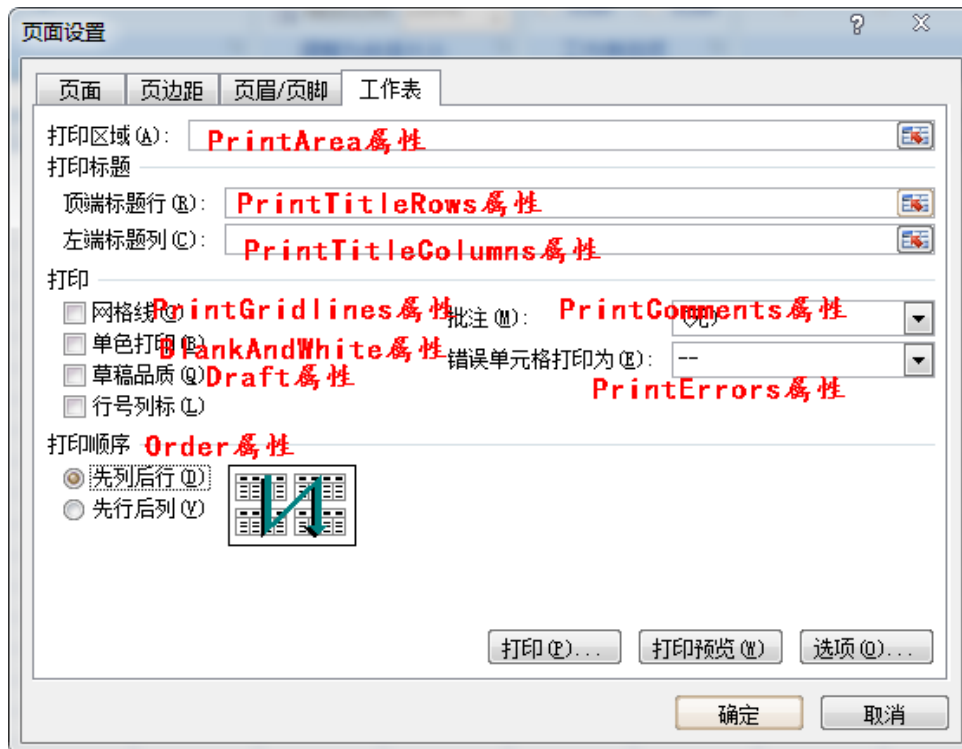 页面设置
页面 页边距 页眉/页脚 工作表
打印区域(A): PrintArea属性
打印标题
顶端标题行(R): PrintTitleRows属性
左端标题列(C): PrintTitleColumns属性
打印
网格线(G) PrintGridlines属性 批注(M): PrintComments属性 (无)
单色打印(B) BlankAndWhite属性
错误单元格打印为(E): --
草稿品质(Q) Draft属性
PrintErrors属性
行号列标(L)
打印顺序 Order属性
先列后行(D)
先行后列(V)
打印(P)... 打印预览(W) 选项(O)...
确定 取消